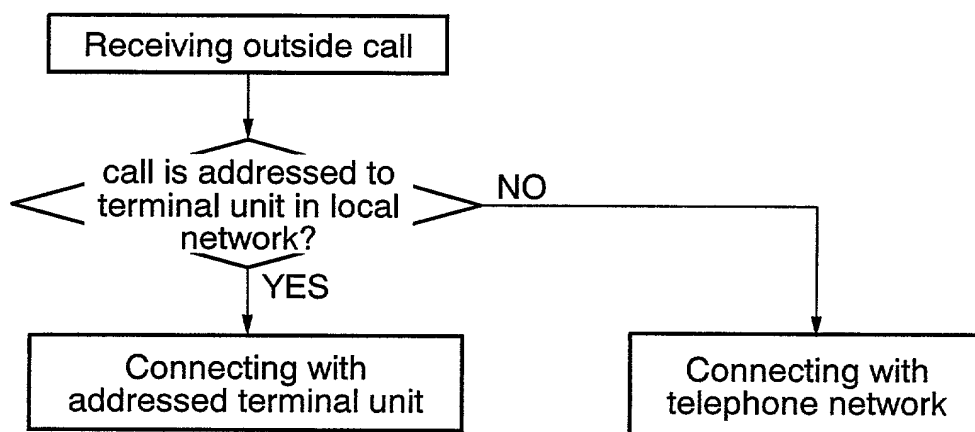 Receiving outside call
call is addressed to
terminal unit in local
network?
NO
YES
Connecting with
addressed terminal unit
Connecting with
telephone network